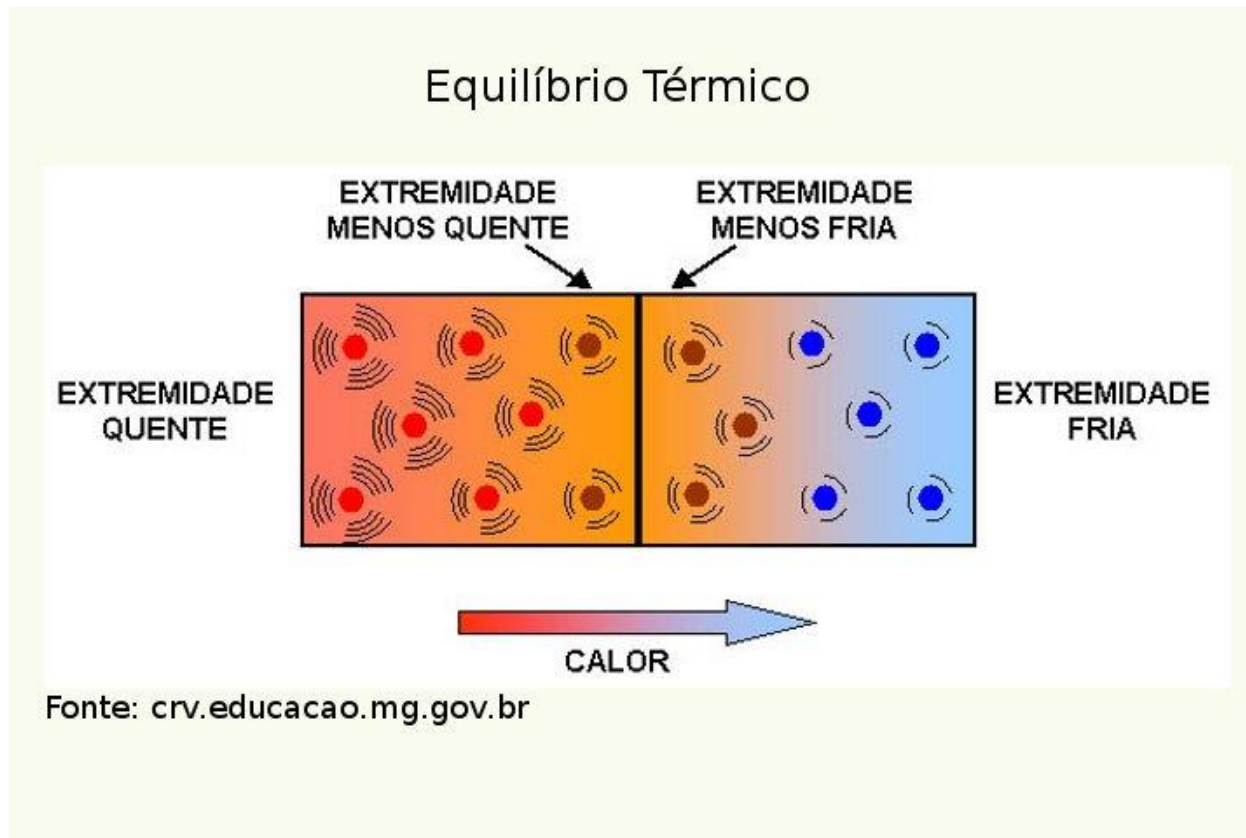 Equilíbrio Térmico
EXTREMIDADE
MENOS QUENTE
EXTREMIDADE
MENOS FRIA
EXTREMIDADE
QUENTE
EXTREMIDADE
FRIA
CALOR
Fonte: crv.educacao.mg.gov.br